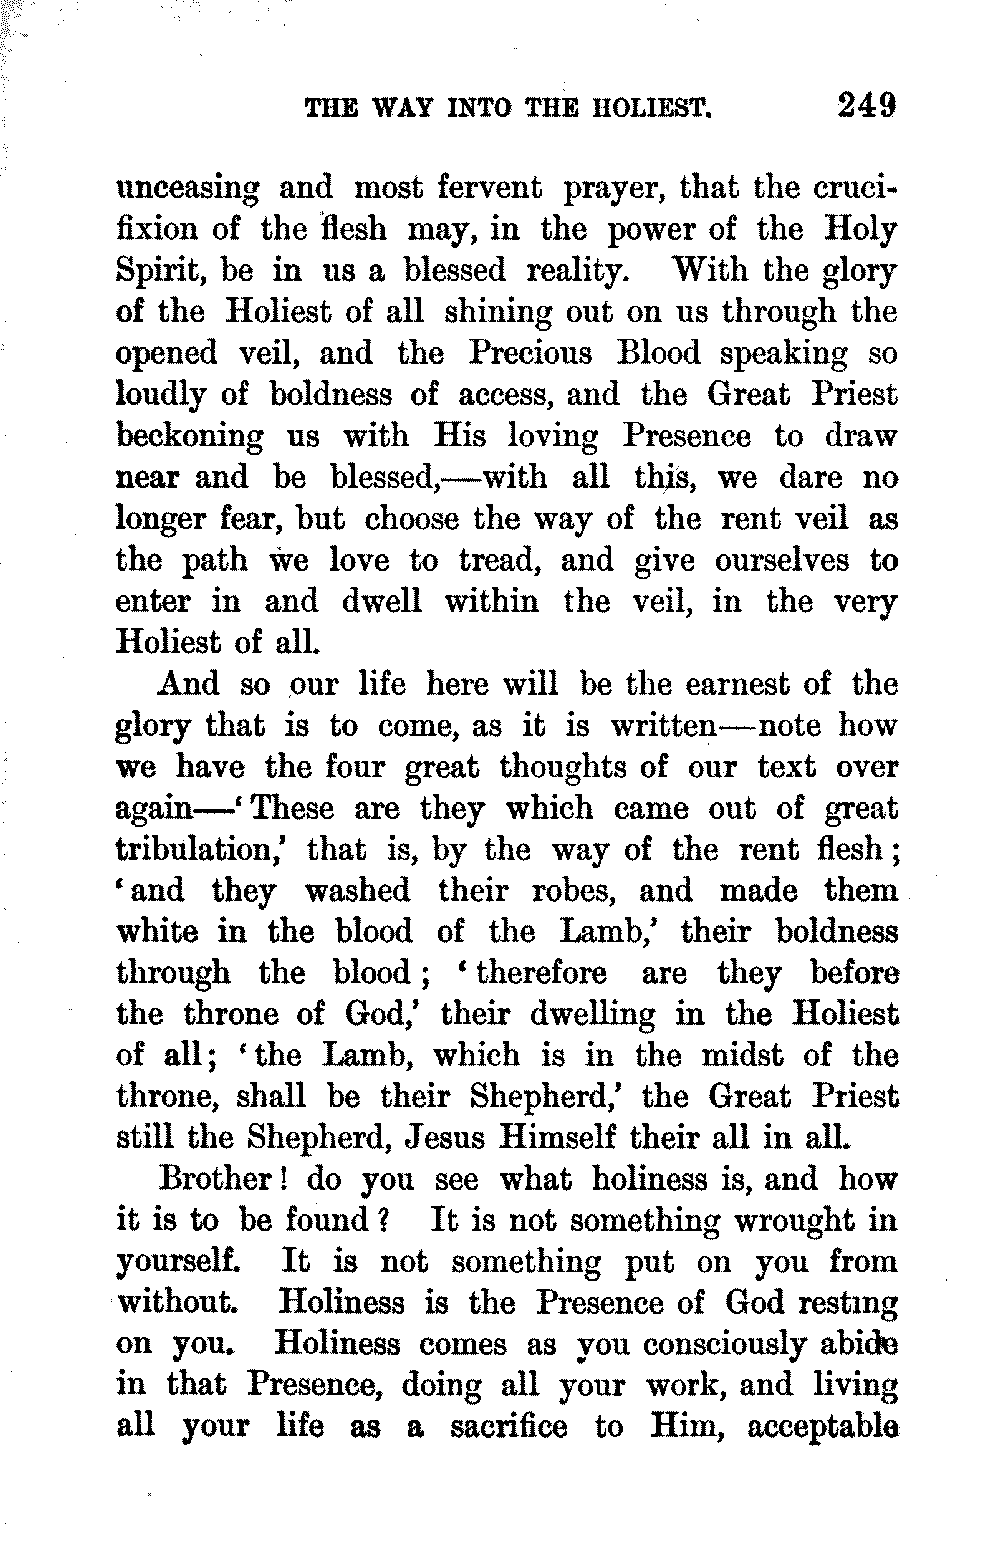 THE WAY INTO THE HOLIEST. 249
unceasing and most fervent prayer, that the cruci-
fixion of the flesh may, in the power of the Holy
Spirit, be in us a blessed reality. With the glory
of the Holiest of all shining out on us through the
opened veil, and the Precious Blood speaking so
loudly of boldness of access, and the Great Priest
beckoning us with His loving Presence to draw
near and be blessed,—with all this, we dare no
longer fear, but choose the way of the rent veil as
the path we love to tread, and give ourselves to
enter in and dwell within the veil, in the very
Holiest of all.
And so our life here will be the earnest of the
glory that is to come, as it is written—note how
we have the four great thoughts of our text over
again—‘These are they which came out of great
tribulation,’ that is, by the way of the rent flesh;
‘and they washed their robes, and made them
white in the blood of the Lamb,’ their boldness
through the blood; ‘therefore are they before
the throne of God,’ their dwelling in the Holiest
of all; ‘the Lamb, which is in the midst of the
throne, shall be their Shepherd,’ the Great Priest
still the Shepherd, Jesus Himself their all in all.
Brother! do you see what holiness is, and how
it is to be found? It is not something wrought in
yourself. It is not something put on you from
without. Holiness is the Presence of God resting
on you. Holiness comes as you consciously abide
in that Presence, doing all your work, and living
all your life as a sacrifice to Him, acceptable